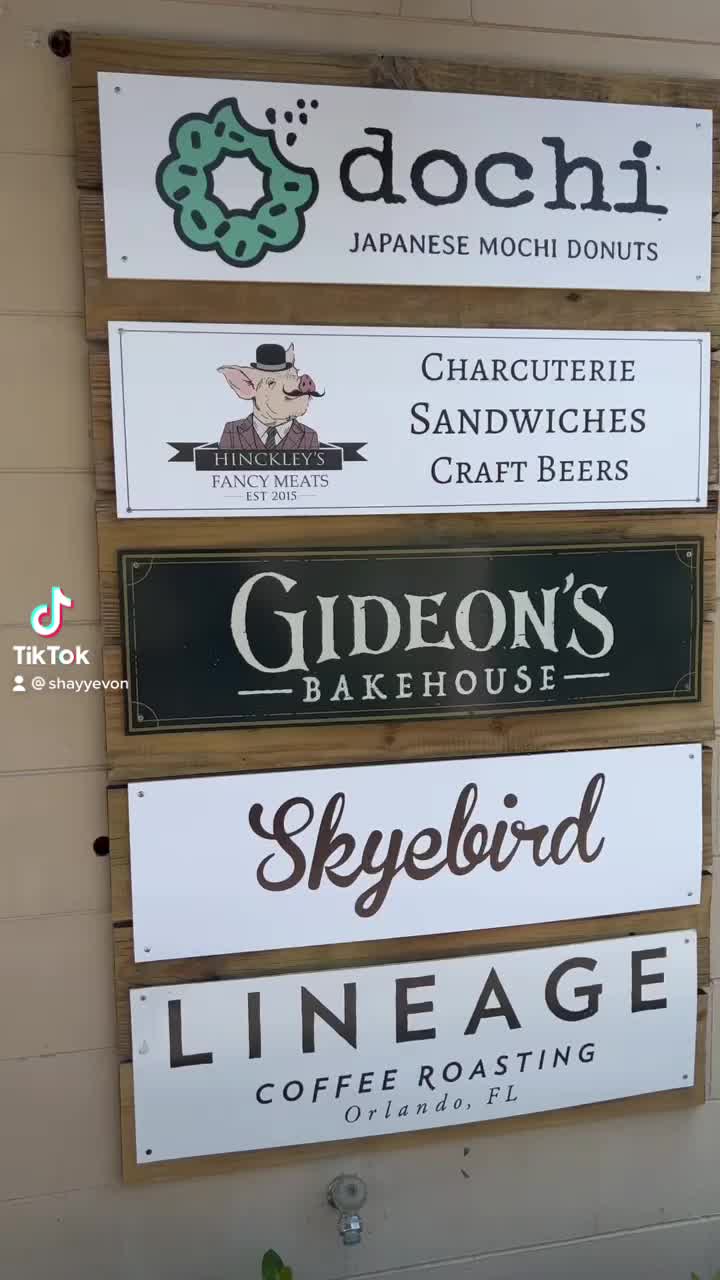 dochi
JAPANESE MOCHI DONUTS
HINCKLEY'S
FANCY MEATS
EST 2015
CHARCUTERIE
SANDWICHES
CRAFT BEERS
GIDEON'S
BAKEHOUSE
TikTok
@shayyevon
Skyebird
LINEAGE
COFFEE ROASTING
Orlando, FL